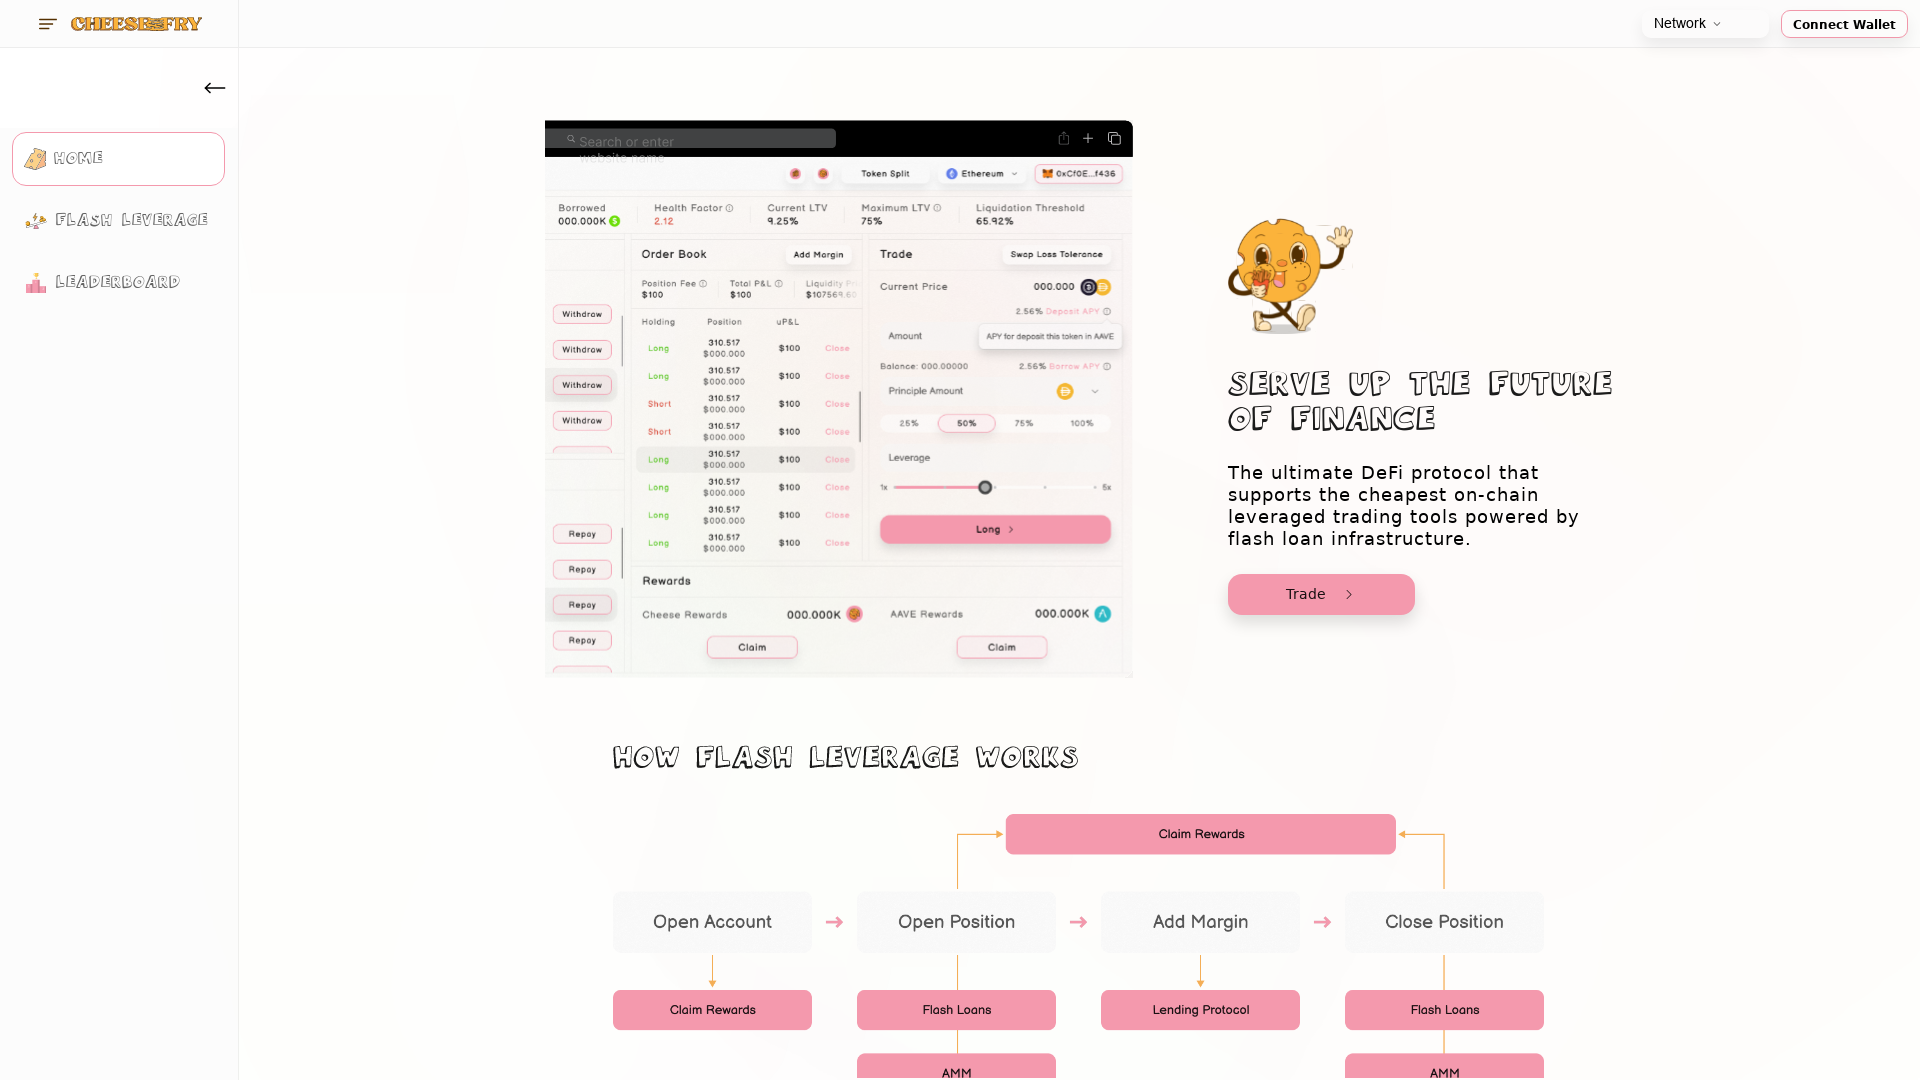 CHEESE FRY
Network
Connect Wallet
HOME
FLASH LEVERAGE
LEADERBOARD
Search or enter
website name
Token Split
Ethereum
0xCf0E...f436
Borrowed
000.000K
Health Factor
2.12
Current LTV
9.25%
Maximum LTV
75%
Liquidation Threshold
65.92%
Withdraw
Withdraw
Withdraw
Withdraw
Repay
Repay
Repay
Repay
Order Book
Add Margin
Position Fee
$100
Total P&L
$100
Liquidity Pri
$107569.60
Holding Position uP&L
Long 310.517 $000.000 $100 Close
Long 310.517 $000.000 $100 Close
Short 310.517 $000.000 $100 Close
Short 310.517 $000.000 $100 Close
Long 310.517 $000.000 $100 Close
Long 310.517 $000.000 $100 Close
Long 310.517 $000.000 $100 Close
Long 310.517 $000.000 $100 Close
Trade
Swap Loss Tolerance
Current Price 000.000
2.56% Deposit APY
Amount
APY for deposit this token in AAVE
Balance: 000.00000 2.56% Borrow APY
Principle Amount
25% 50% 75% 100%
Leverage
1x 5x
Long
Rewards
Cheese Rewards 000.000K
Claim
AAVE Rewards 000.000K
Claim
SERVE UP THE FUTURE
OF FINANCE
The ultimate DeFi protocol that
supports the cheapest on-chain
leveraged trading tools powered by
flash loan infrastructure.
Trade
HOW FLASH LEVERAGE WORKS
Claim Rewards
Open Account
Open Position
Add Margin
Close Position
Claim Rewards
Flash Loans
Lending Protocol
Flash Loans
AMM
AMM